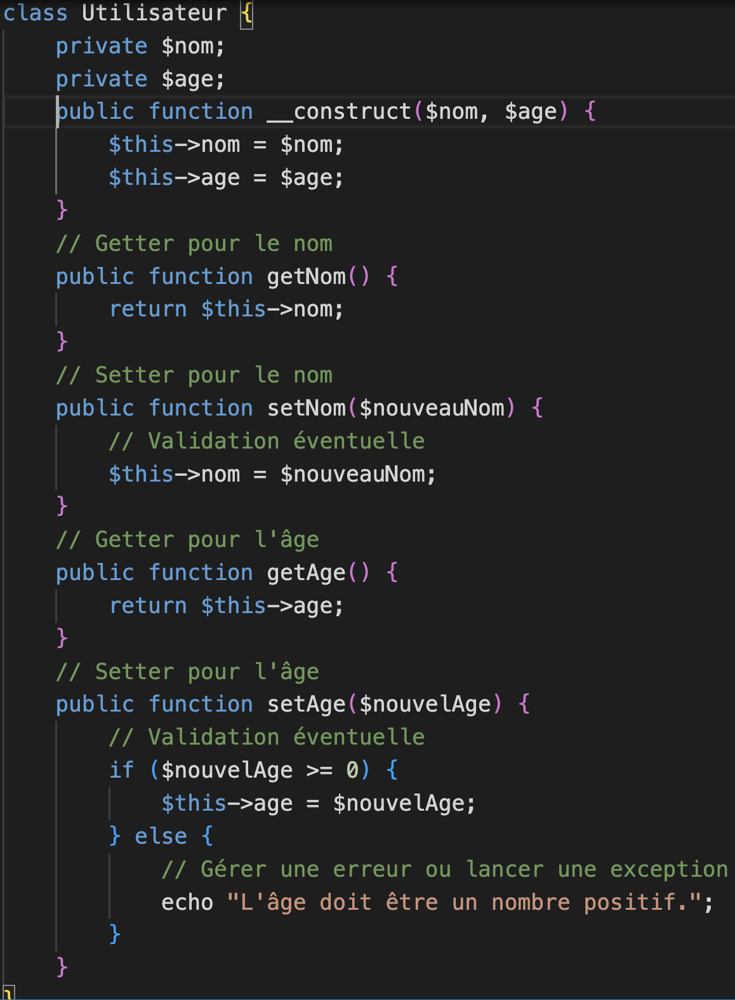 class Utilisateur {
    private $nom;
    private $age;
    public function __construct($nom, $age) {
        $this->nom = $nom;
        $this->age = $age;
    }
    // Getter pour le nom
    public function getNom() {
        return $this->nom;
    }
    // Setter pour le nom
    public function setNom($nouveauNom) {
        // Validation éventuelle
        $this->nom = $nouveauNom;
    }
    // Getter pour l'âge
    public function getAge() {
        return $this->age;
    }
    // Setter pour l'âge
    public function setAge($nouvelAge) {
        // Validation éventuelle
        if ($nouvelAge >= 0) {
            $this->age = $nouvelAge;
        } else {
            // Gérer une erreur ou lancer une exception
            echo "L'âge doit être un nombre positif.";
        }
    }
}